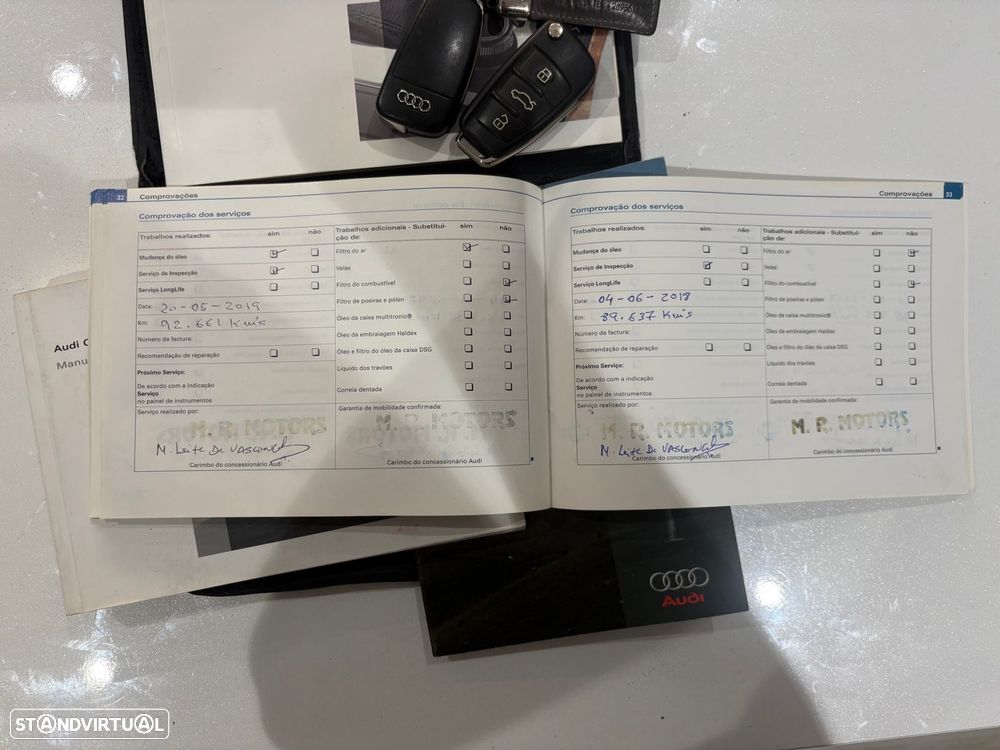 32 Comprovações
Comprovação dos serviços
Trabalhos realizados: sim não
Mudança do óleo
Serviço de Inspecção
Serviço LongLife
Data: 20-05-2019
Km: 92.661 Km's
Número da factura:
Recomendação de reparação
Próximo Serviço:
De acordo com a indicação
Serviço
no painel de instrumentos
Serviço realizado por:
M. R. MOTORS
M. Leite De Vasconc
Carimbo do concessionário Audi
Trabalhos adicionais - Substitui-
ção de: sim não
Filtro do ar
Velas
Filtro do combustível
Filtro de poeiras e pólen
Óleo da caixa multitronic®
Óleo da embraiagem Haldex
Óleo e filtro do óleo da caixa DSG
Líquido dos travões
Correia dentada
Garantia de mobilidade confirmada:
M. R. MOTORS
Carimbo do concessionário Audi
Comprovações 33
Comprovação dos serviços
Trabalhos realizados: sim não
Mudança do óleo
Serviço de Inspecção
Serviço LongLife
Data: 04-06-2018
Km: 89.637 Km's
Número da factura:
Recomendação de reparação
Próximo Serviço:
De acordo com a indicação
Serviço
no painel de instrumentos
Serviço realizado por:
M. R. MOTORS
M. Leite De Vasconc
Carimbo do concessionário Audi
Trabalhos adicionais - Substitui-
ção de: sim não
Filtro do ar
Velas
Filtro do combustível
Filtro de poeiras e pólen
Óleo da caixa multitronic®
Óleo da embraiagem Haldex
Óleo e filtro do óleo da caixa DSG
Líquido dos travões
Correia dentada
Garantia de mobilidade confirmada:
M. R. MOTORS
Carimbo do concessionário Audi
Audi
Manu
Audi
STANDVIRTUAL